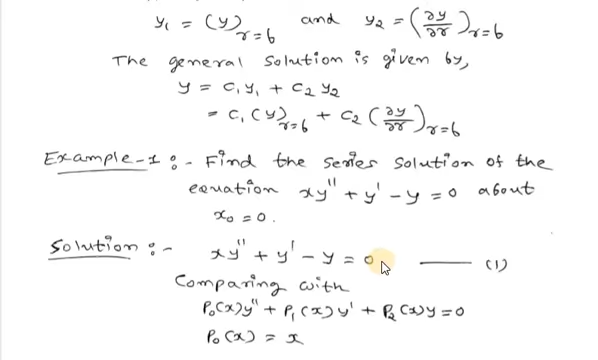 y₁ = (y)_{r=6} and y₂ = (∂y/∂r)_{r=6}
The general solution is given by,
y = c₁y₁ + c₂y₂
= c₁(y)_{r=6} + c₂(∂y/∂r)_{r=6}
Example-1 :- Find the series solution of the
equation xy'' + y' - y = 0 about
x₀ = 0.
Solution :- xy'' + y' - y = 0 —— (1)
Comparing with
P₀(x)y'' + P₁(x)y' + P₂(x)y = 0
P₀(x) = x